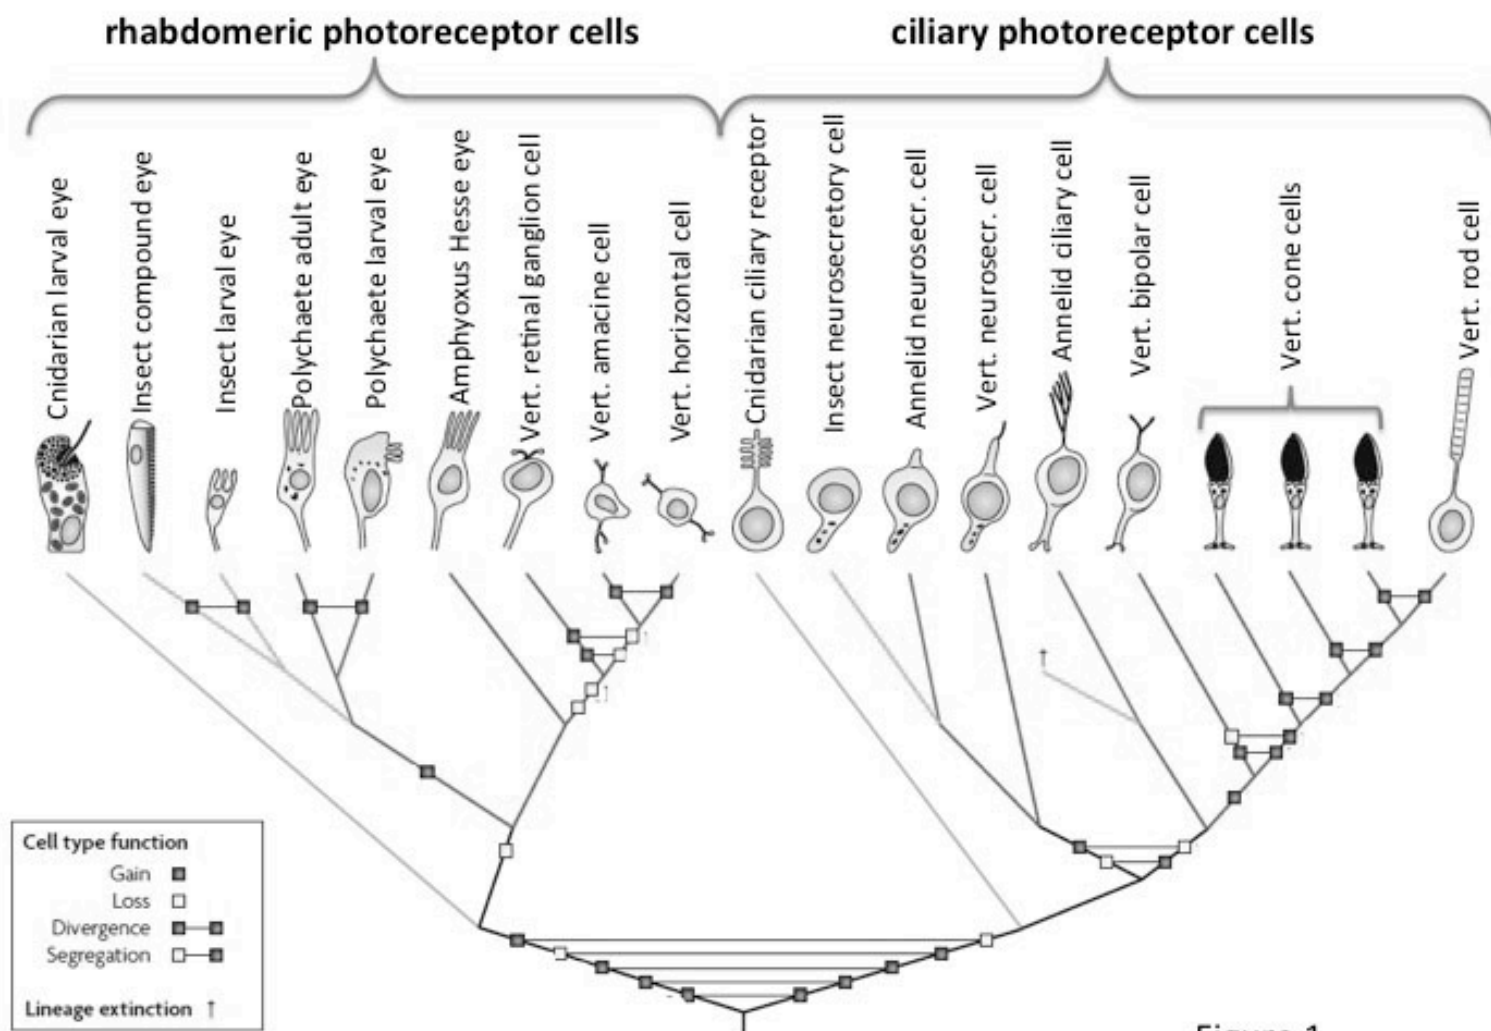 rhabdomeric photoreceptor cells
ciliary photoreceptor cells
Cnidarian larval eye
Insect compound eye
Insect larval eye
Polychaete adult eye
Polychaete larval eye
Amphyoxus Hesse eye
Vert. retinal ganglion cell
Vert. amacine cell
Vert. horizontal cell
Cnidarian ciliary receptor
Insect neurosecretory cell
Annelid neurosecr. cell
Vert. neurosecr. cell
Annelid ciliary cell
Vert. bipolar cell
Vert. cone cells
Vert. rod cell
Cell type function
Gain
Loss
Divergence
Segregation
Lineage extinction †